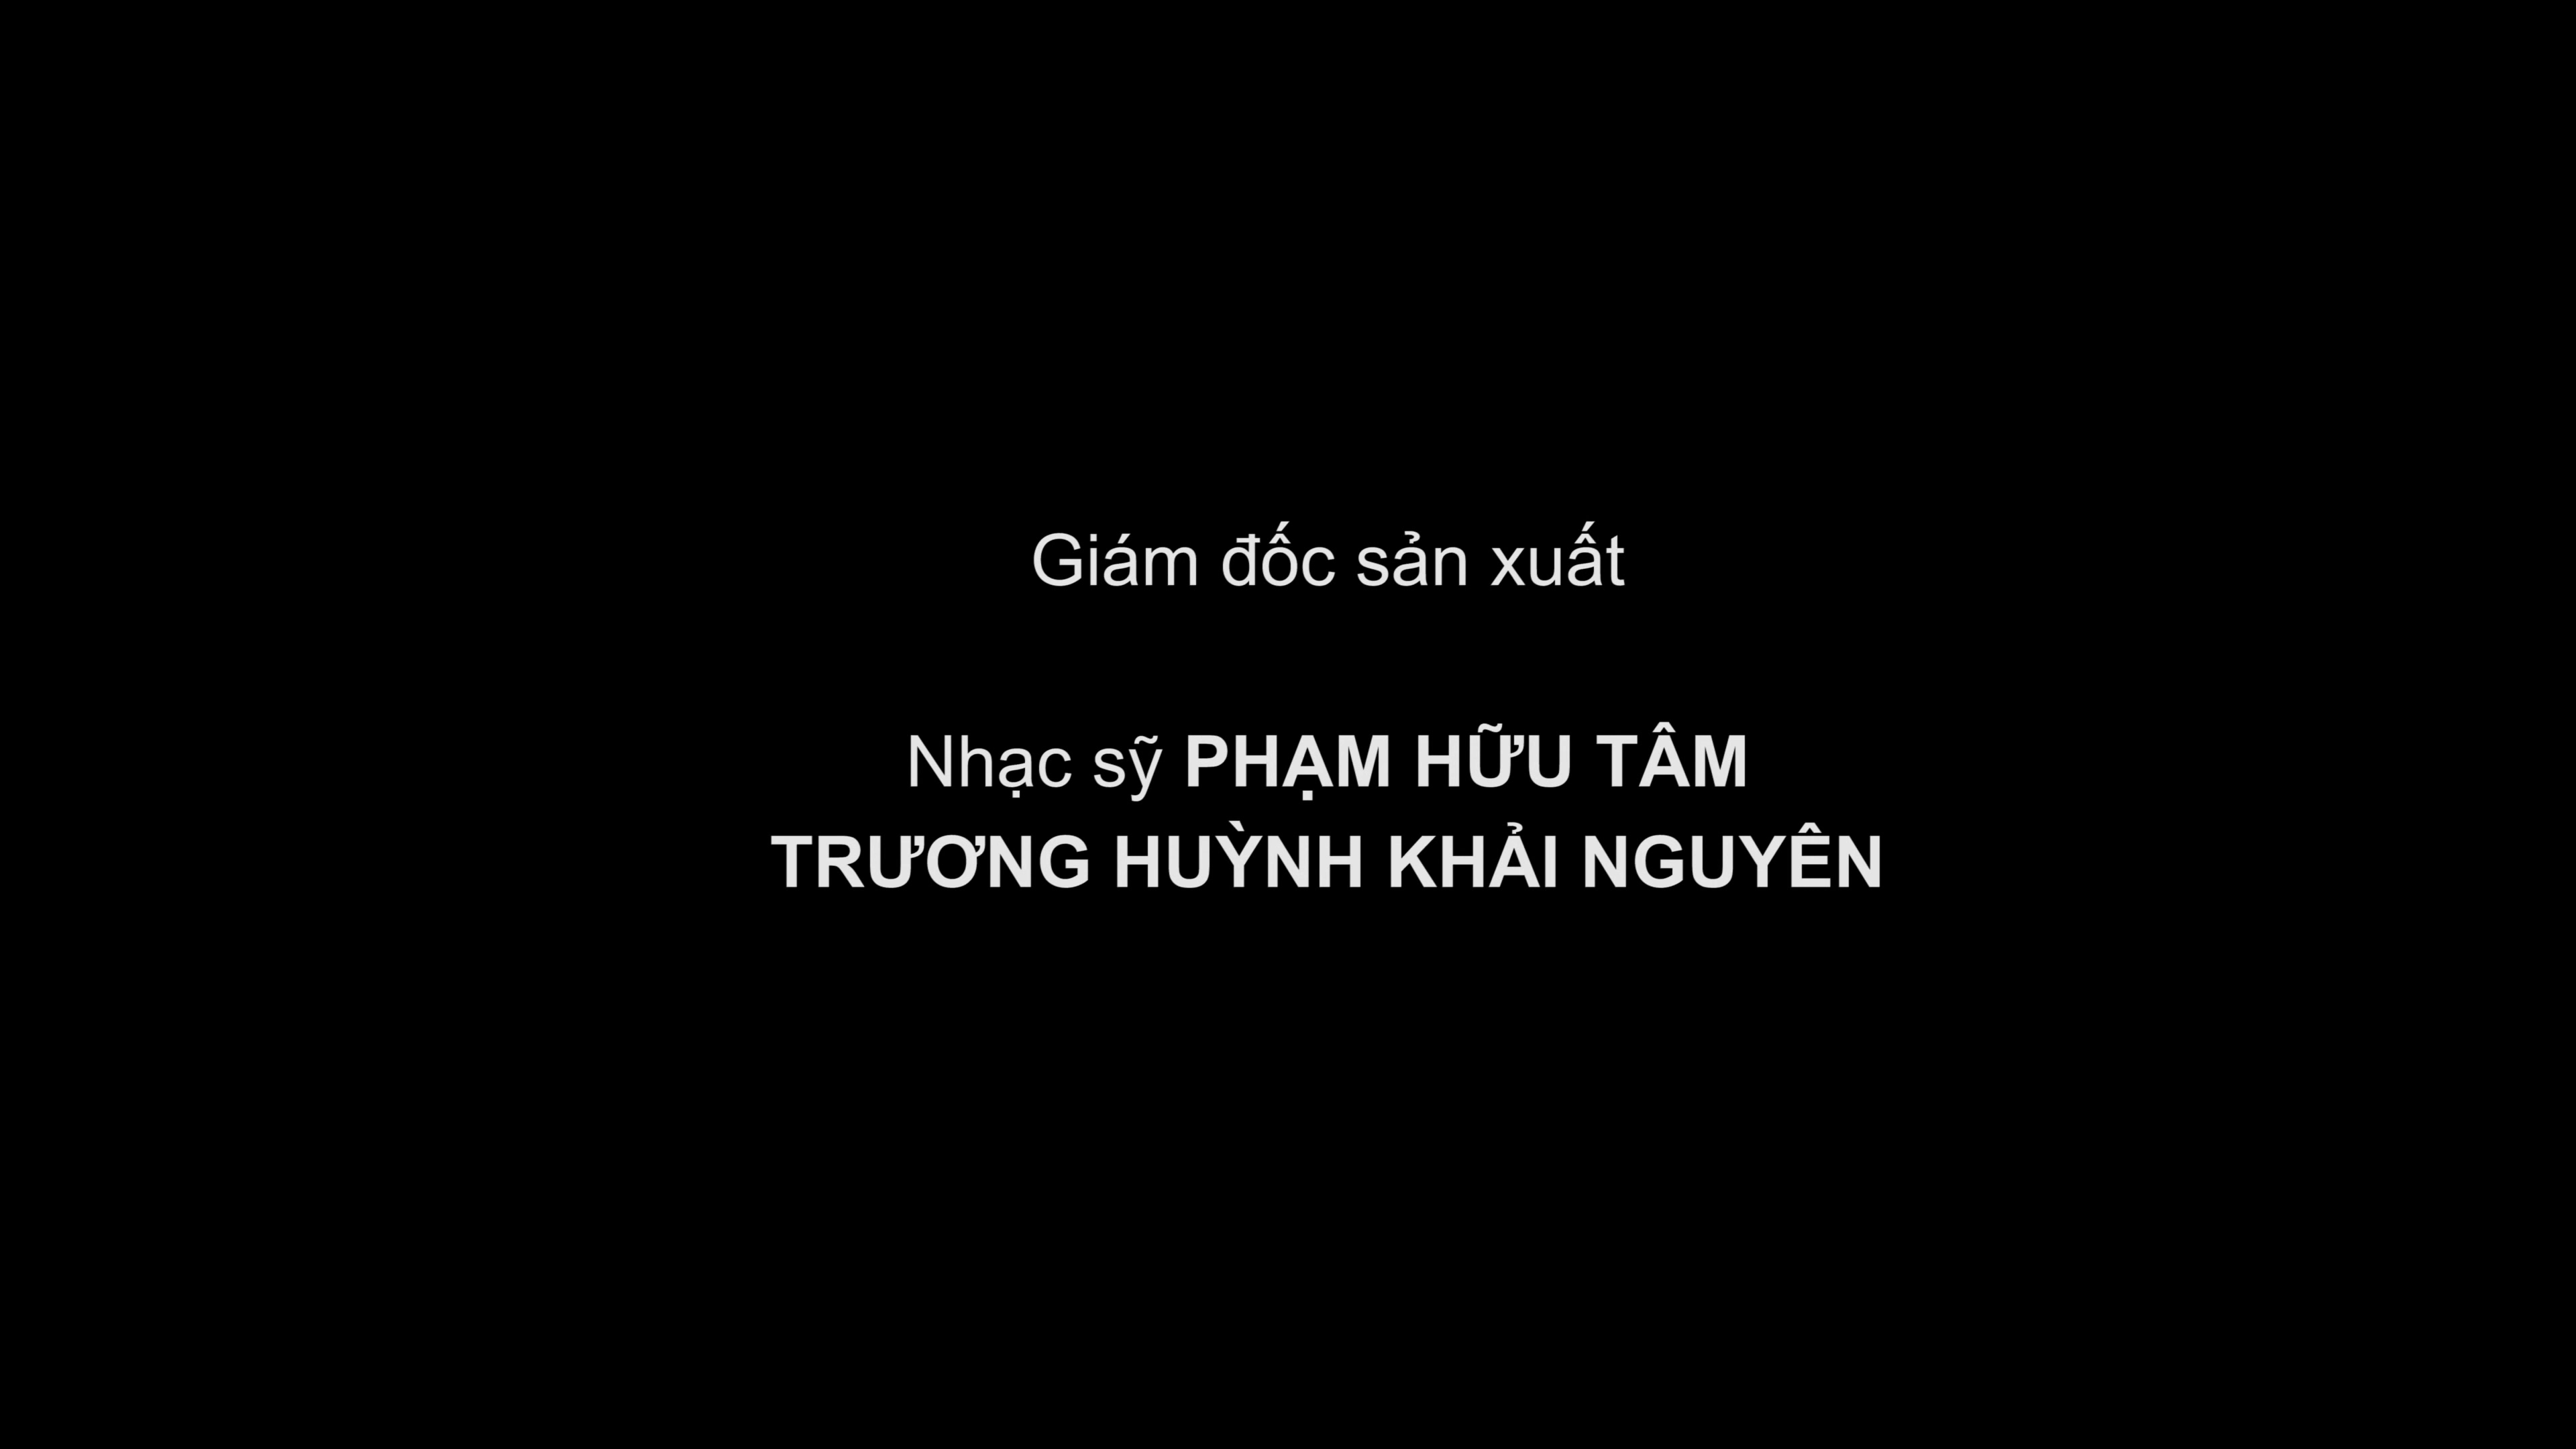 Giám đốc sản xuất
Nhạc sỹ PHẠM HỮU TÂM
TRƯƠNG HUỲNH KHẢI NGUYÊN